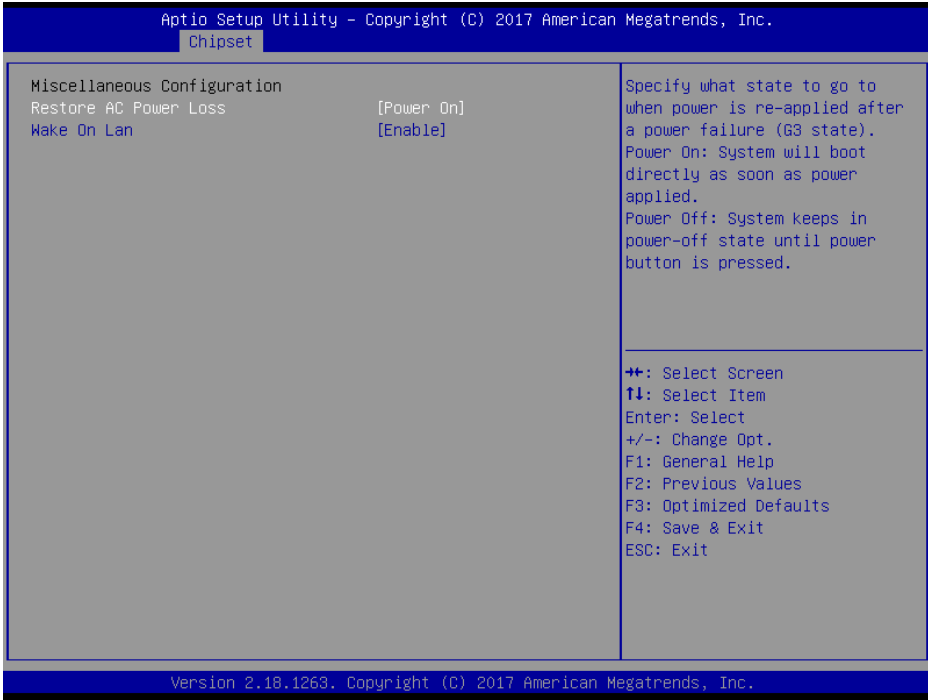 Aptio Setup Utility – Copyright (C) 2017 American Megatrends, Inc.
Chipset
Miscellaneous Configuration
Restore AC Power Loss [Power On]
Wake On Lan [Enable]
Specify what state to go to
when power is re-applied after
a power failure (G3 state).
Power On: System will boot
directly as soon as power
applied.
Power Off: System keeps in
power-off state until power
button is pressed.
→←: Select Screen
↑↓: Select Item
Enter: Select
+/-: Change Opt.
F1: General Help
F2: Previous Values
F3: Optimized Defaults
F4: Save & Exit
ESC: Exit
Version 2.18.1263. Copyright (C) 2017 American Megatrends, Inc.